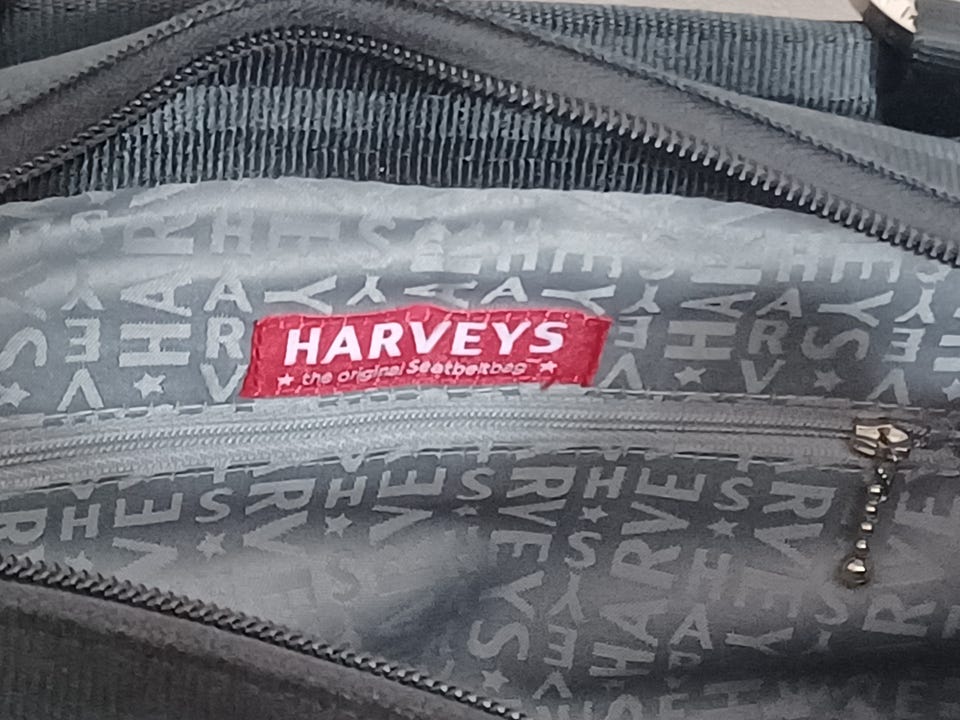 HARVEYS
★ the original Seatbeltbag ★